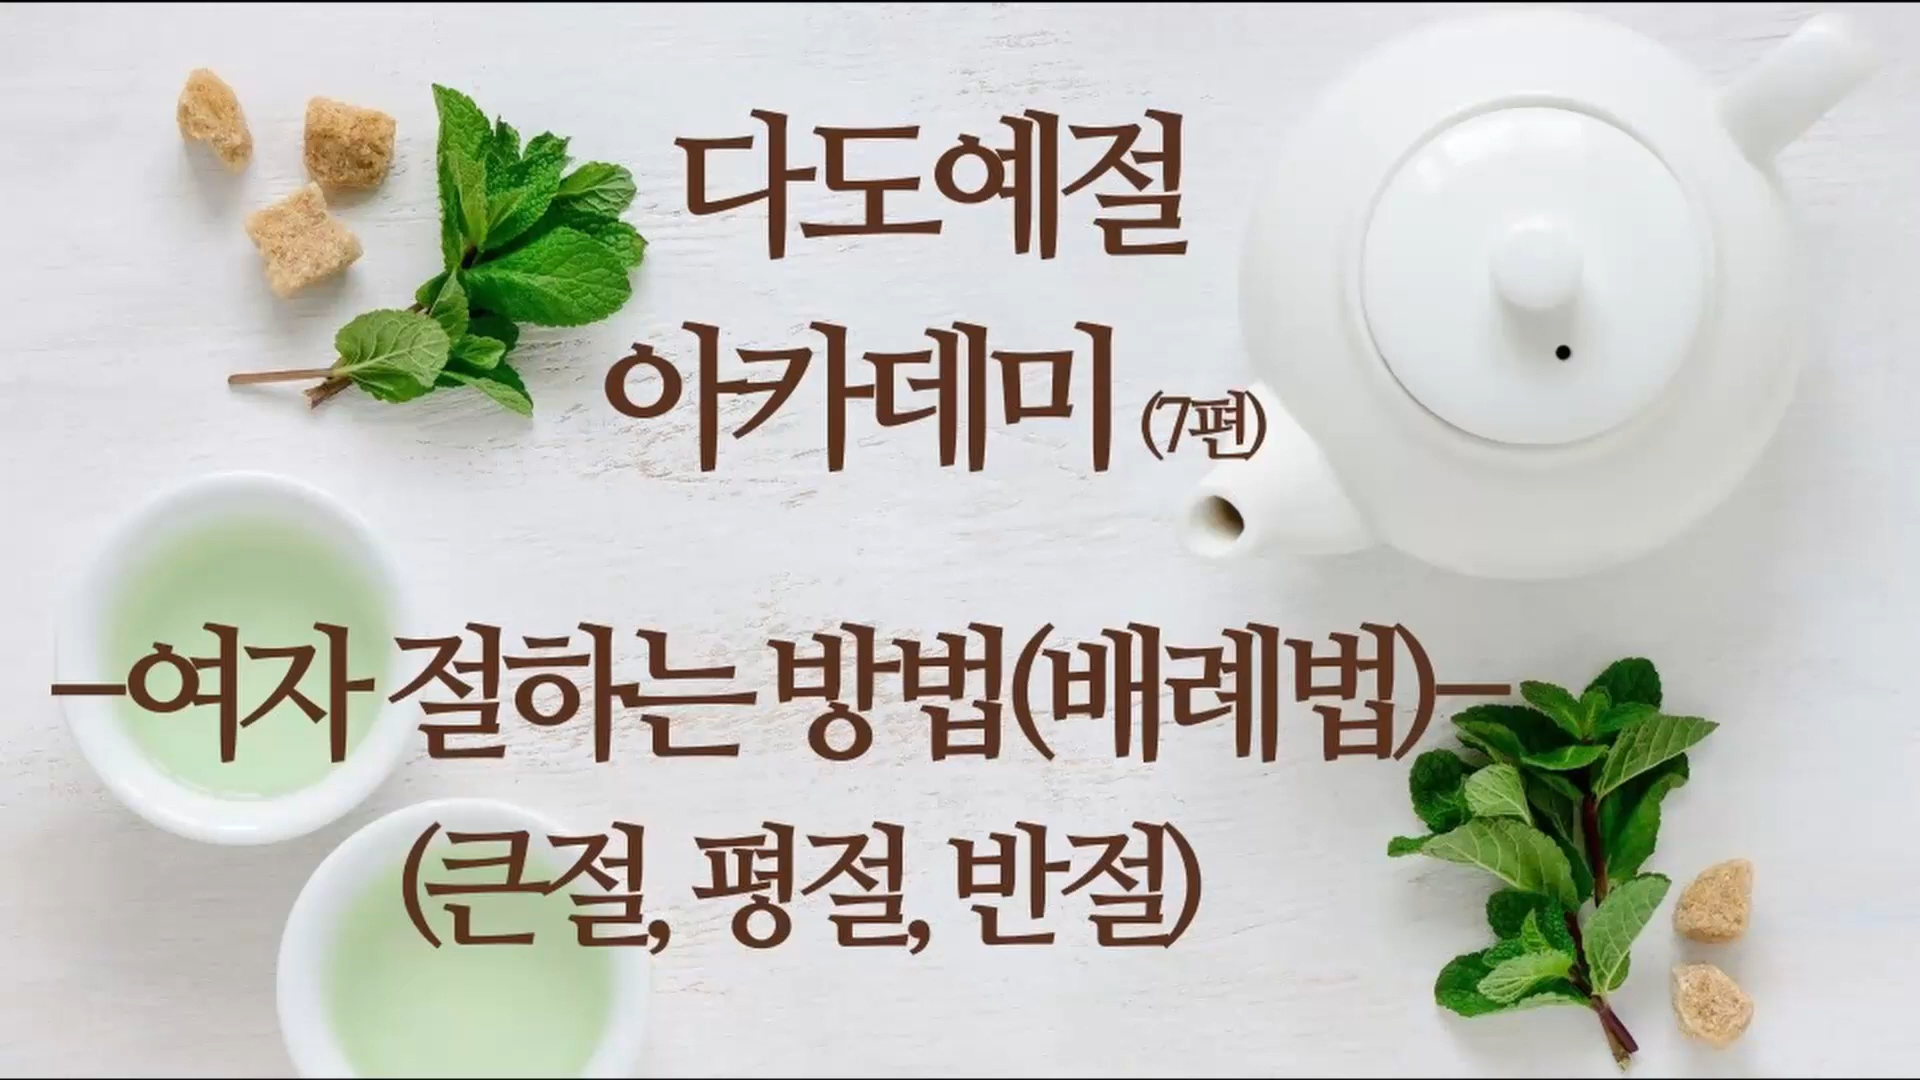 다도예절
아카데미 (7편)
-여자 절하는 방법(배례법)-
(큰절, 평절, 반절)